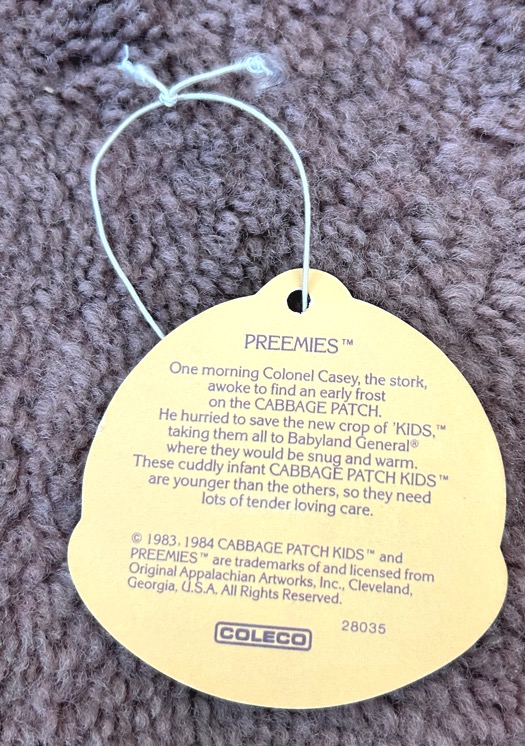 PREEMIES™
One morning Colonel Casey, the stork,
awoke to find an early frost
on the CABBAGE PATCH.
He hurried to save the new crop of 'KIDS,™
taking them all to Babyland General®
where they would be snug and warm.
These cuddly infant CABBAGE PATCH KIDS™
are younger than the others, so they need
lots of tender loving care.
© 1983, 1984 CABBAGE PATCH KIDS™ and
PREEMIES™ are trademarks of and licensed from
Original Appalachian Artworks, Inc., Cleveland,
Georgia, U.S.A. All Rights Reserved.
COLECO 28035